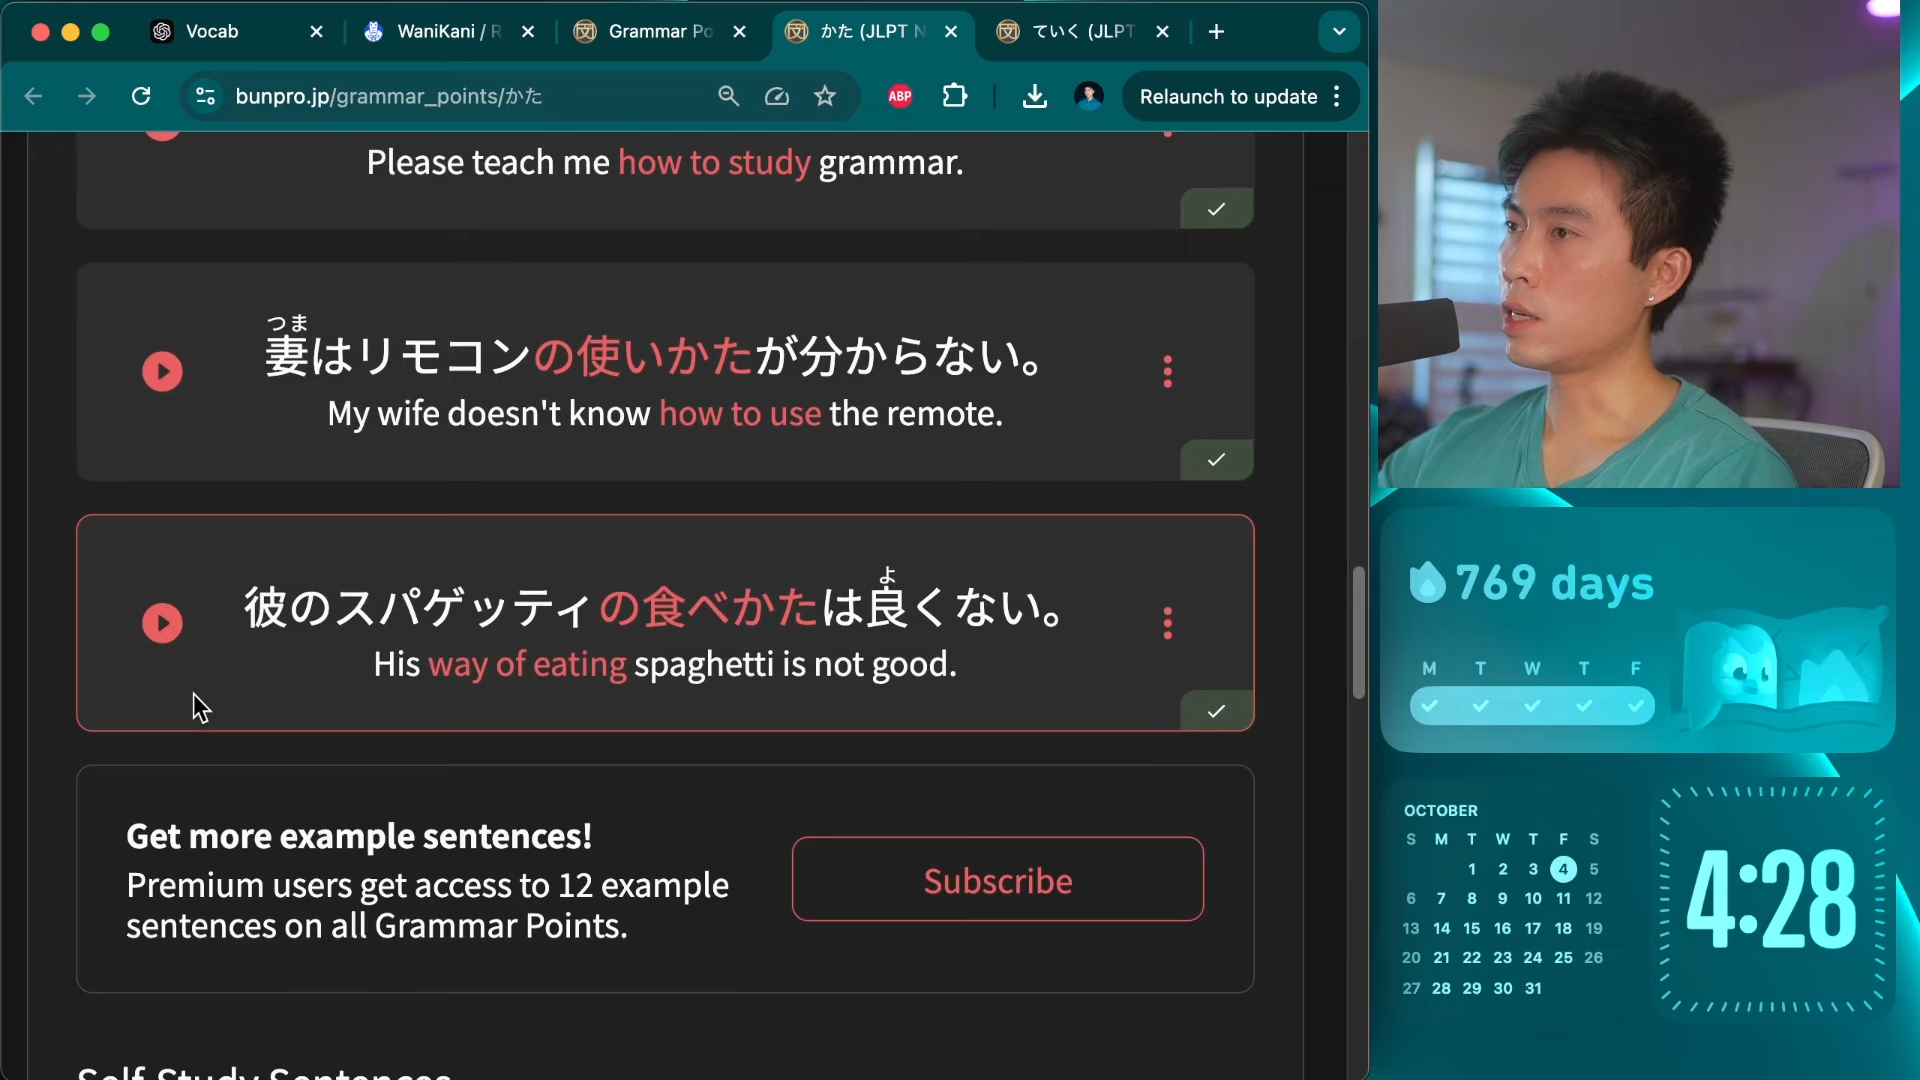 Vocab
WaniKani / R
Grammar Po
かた (JLPT N
ていく (JLPT
bunpro.jp/grammar_points/かた
ABP
Relaunch to update
Please teach me how to study grammar.
つま
妻はリモコンの使いかたが分からない。
My wife doesn't know how to use the remote.
よ
彼のスパゲッティの食べかたは良くない。
His way of eating spaghetti is not good.
Get more example sentences!
Premium users get access to 12 example
sentences on all Grammar Points.
Subscribe
Self Study Sentences
769 days
M T W T F
OCTOBER
S M T W T F S
1 2 3 4 5
6 7 8 9 10 11 12
13 14 15 16 17 18 19
20 21 22 23 24 25 26
27 28 29 30 31
4:28